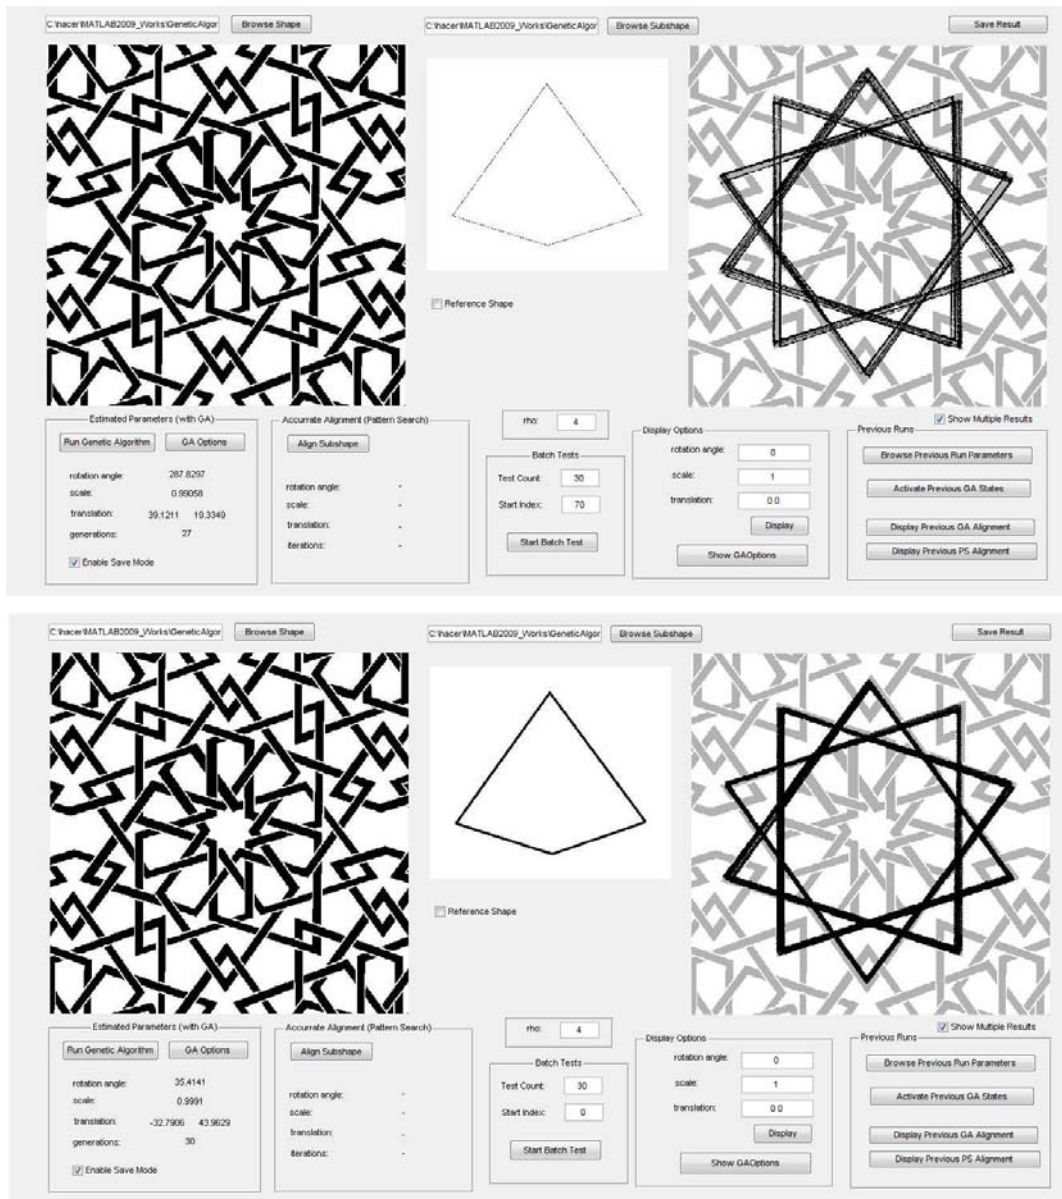 C:\hacer\MATLAB2009_Works\GeneticAlgor Browse Shape C:\hacer\MATLAB2009_Works\GeneticAlgor Browse Subshape Save Result
Reference Shape
Show Multiple Results
Estimated Parameters (with GA)
Run Genetic Algorithm GA Options
rotation angle: 287.8297
scale: 0.99058
translation: 39.1211 19.3349
generations: 27
Enable Save Mode
Accurrate Alignment (Pattern Search)
Align Subshape
rotation angle: -
scale: -
translation: -
iterations: -
rho: 4
Batch Tests
Test Count: 30
Start Index: 70
Start Batch Test
Display Options
rotation angle: 0
scale: 1
translation: 0 0
Display
Show GAOptions
Previous Runs
Browse Previous Run Parameters
Activate Previous GA States
Display Previous GA Alignment
Display Previous PS Alignment
C:\hacer\MATLAB2009_Works\GeneticAlgor Browse Shape C:\hacer\MATLAB2009_Works\GeneticAlgor Browse Subshape Save Result
Reference Shape
Show Multiple Results
Estimated Parameters (with GA)
Run Genetic Algorithm GA Options
rotation angle: 35.4141
scale: 0.9991
translation: -32.7906 43.9629
generations: 30
Enable Save Mode
Accurrate Alignment (Pattern Search)
Align Subshape
rotation angle: -
scale: -
translation: -
iterations: -
rho: 4
Batch Tests
Test Count: 30
Start Index: 0
Start Batch Test
Display Options
rotation angle: 0
scale: 1
translation: 0 0
Display
Show GAOptions
Previous Runs
Browse Previous Run Parameters
Activate Previous GA States
Display Previous GA Alignment
Display Previous PS Alignment